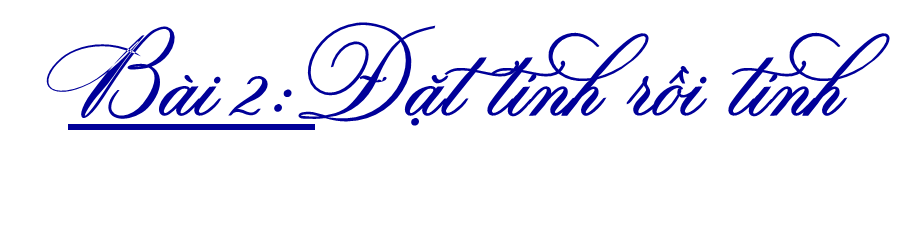 Bài 2: Đặt tính rồi tính